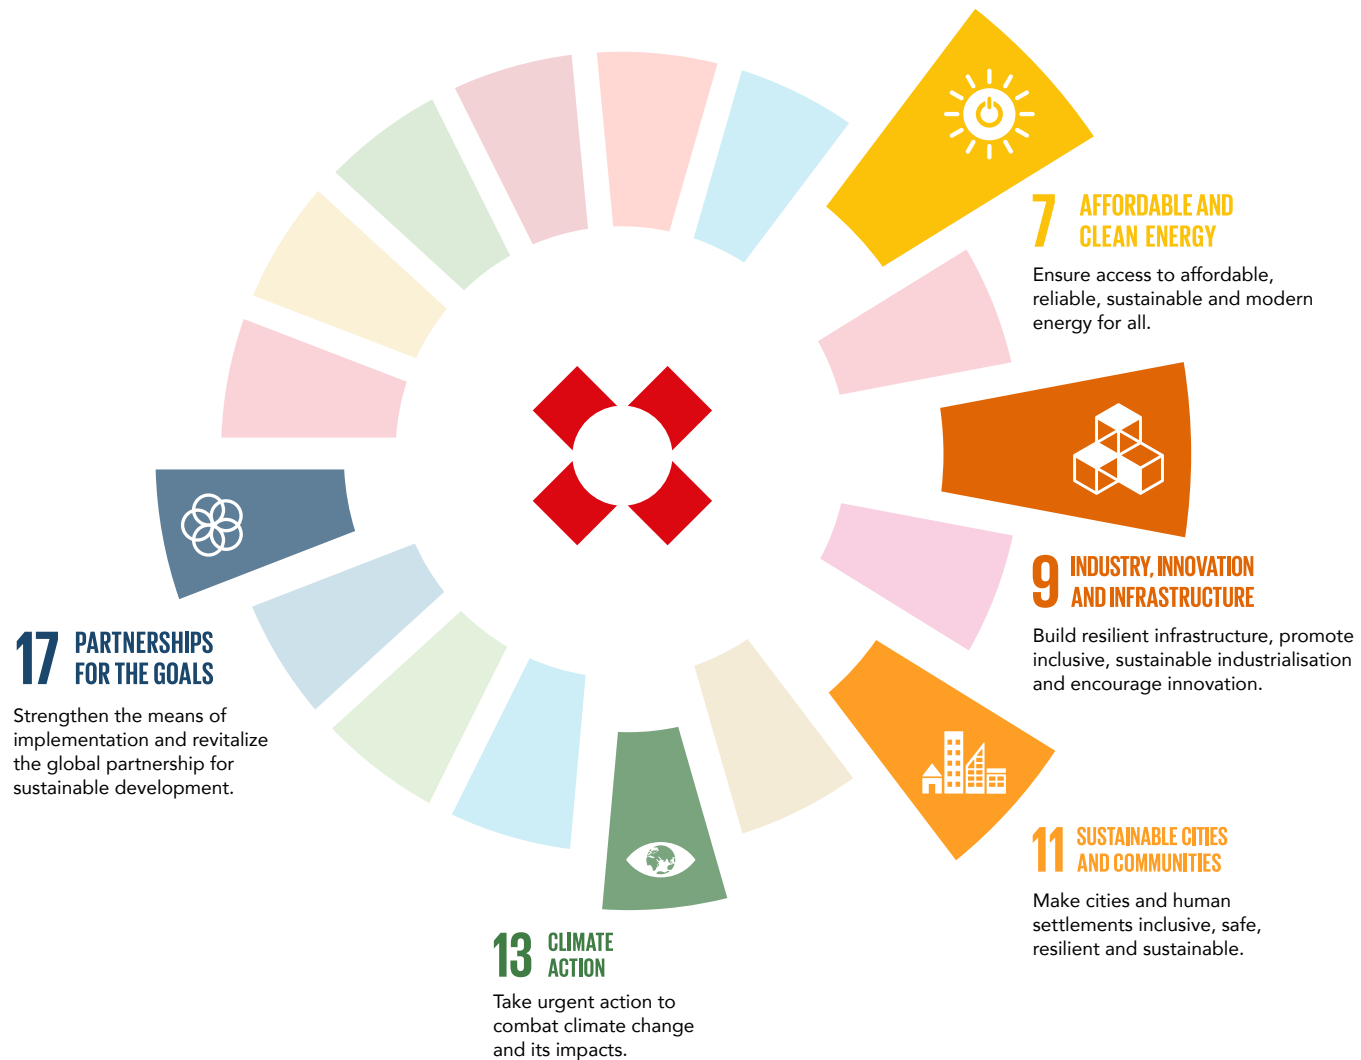 7 AFFORDABLE AND
CLEAN ENERGY
Ensure access to affordable,
reliable, sustainable and modern
energy for all.
9 INDUSTRY, INNOVATION
AND INFRASTRUCTURE
Build resilient infrastructure, promote
inclusive, sustainable industrialisation
and encourage innovation.
11 SUSTAINABLE CITIES
AND COMMUNITIES
Make cities and human
settlements inclusive, safe,
resilient and sustainable.
13 CLIMATE
ACTION
Take urgent action to
combat climate change
and its impacts.
17 PARTNERSHIPS
FOR THE GOALS
Strengthen the means of
implementation and revitalize
the global partnership for
sustainable development.